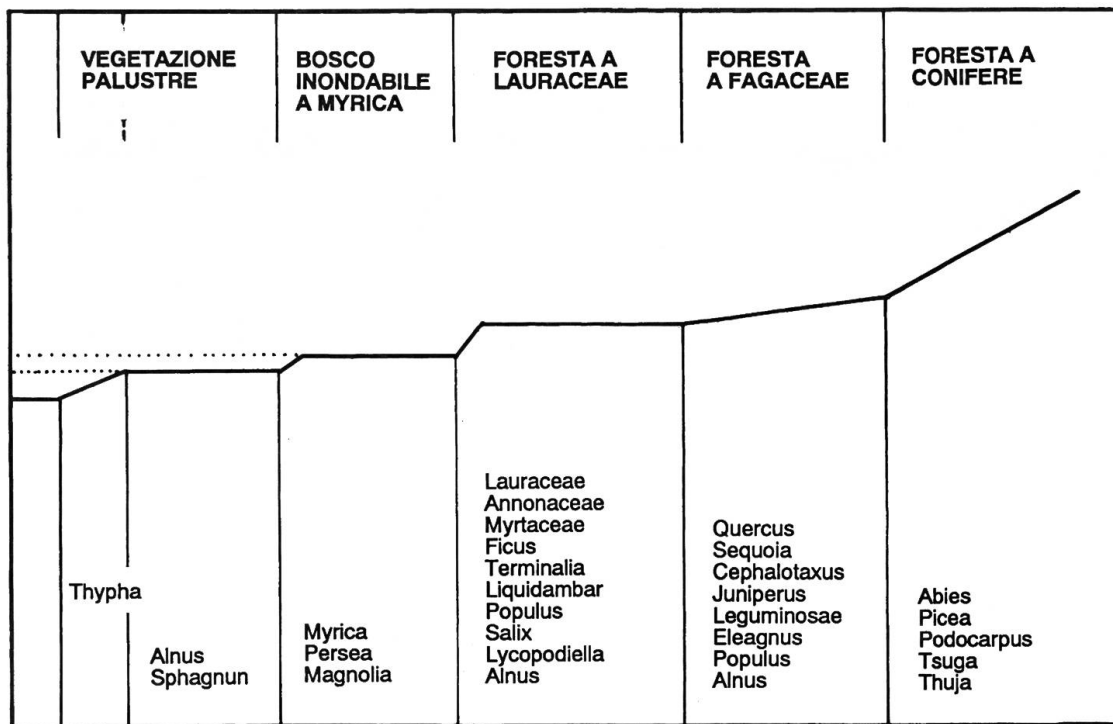 VEGETAZIONE
PALUSTRE
BOSCO
INONDABILE
A MYRICA
FORESTA A
LAURACEAE
FORESTA
A FAGACEAE
FORESTA A
CONIFERE
Thypha
Alnus
Sphagnun
Myrica
Persea
Magnolia
Lauraceae
Annonaceae
Myrtaceae
Ficus
Terminalia
Liquidambar
Populus
Salix
Lycopodiella
Alnus
Quercus
Sequoia
Cephalotaxus
Juniperus
Leguminosae
Eleagnus
Populus
Alnus
Abies
Picea
Podocarpus
Tsuga
Thuja